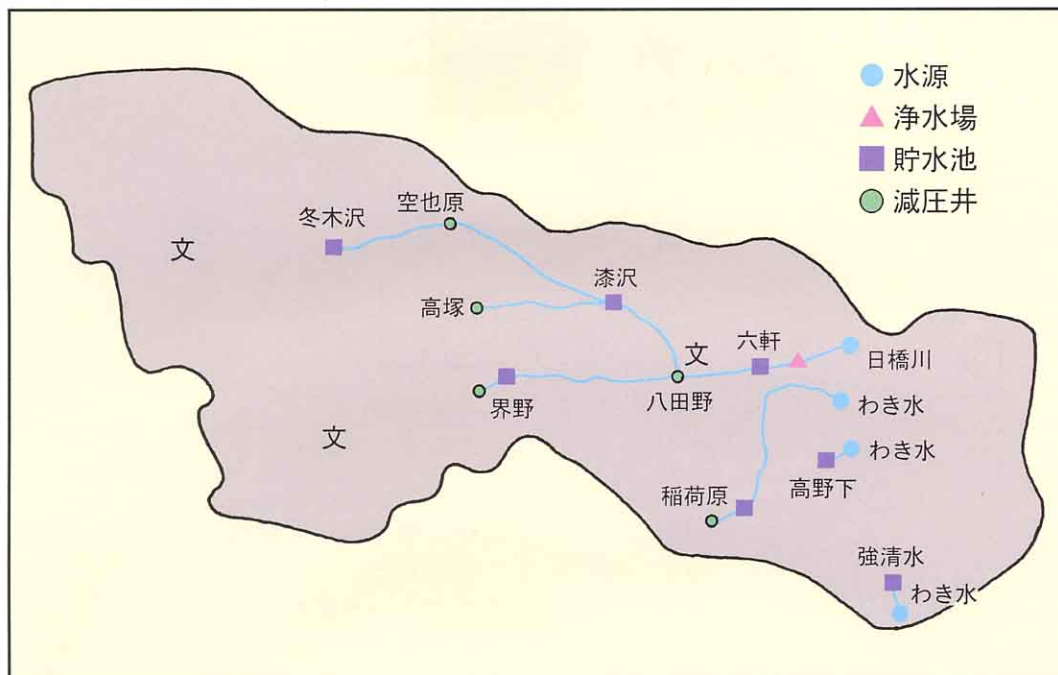 水源
浄水場
貯水池
減圧井
空也原
冬木沢
文
漆沢
高塚
文
六軒
日橋川
界野
八田野
わき水
文
わき水
稲荷原
高野下
強清水
わき水